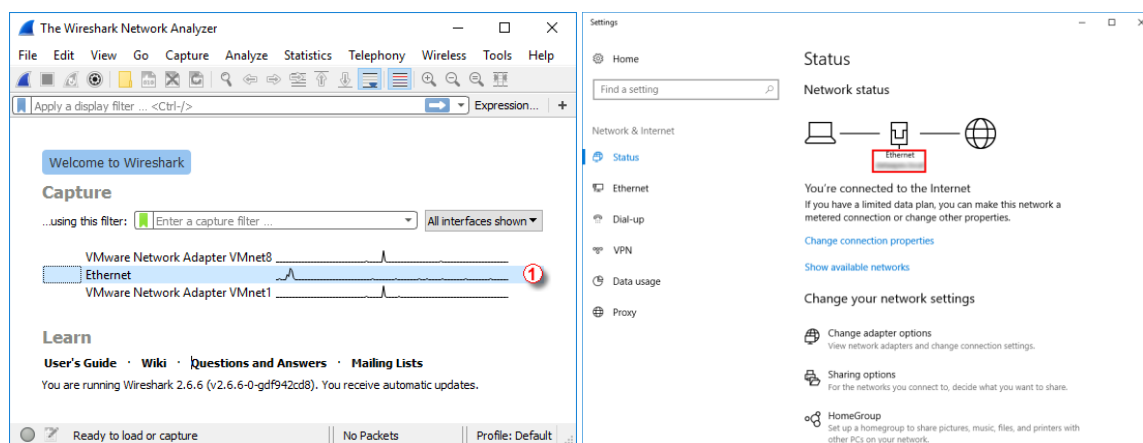 The Wireshark Network Analyzer
File Edit View Go Capture Analyze Statistics Telephony Wireless Tools Help
Apply a display filter ... <Ctrl-/>
Expression... +
Welcome to Wireshark
Capture
...using this filter: Enter a capture filter ... All interfaces shown
VMware Network Adapter VMnet8
Ethernet
1
VMware Network Adapter VMnet1
Learn
User's Guide · Wiki · Questions and Answers · Mailing Lists
You are running Wireshark 2.6.6 (v2.6.6-0-gdf942cd8). You receive automatic updates.
Ready to load or capture
No Packets
Profile: Default
Settings
Home
Find a setting
Network & Internet
Status
Ethernet
Dial-up
VPN
Data usage
Proxy
Status
Network status
Ethernet
You're connected to the Internet
If you have a limited data plan, you can make this network a
metered connection or change other properties.
Change connection properties
Show available networks
Change your network settings
Change adapter options
View network adapters and change connection settings.
Sharing options
For the networks you connect to, decide what you want to share.
HomeGroup
Set up a homegroup to share pictures, music, files, and printers with
other PCs on your network.